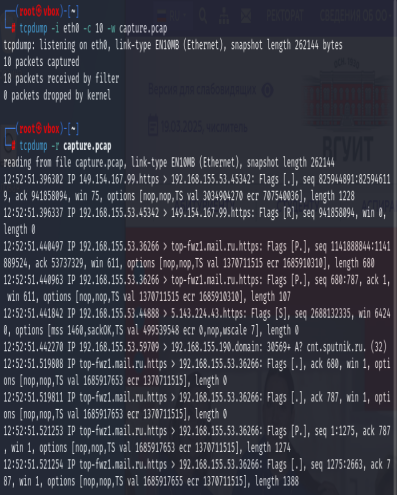 РЕКТОРАТ СВЕДЕНИЯ ОБ ОО
┌──(root㉿vbox)-[~]
└─# tcpdump -i eth0 -c 10 -w capture.pcap
tcpdump: listening on eth0, link-type EN10MB (Ethernet), snapshot length 262144 bytes
10 packets captured
18 packets received by filter
0 packets dropped by kernel
Версия для слабовидящих
19.03.2025, числитель
ВГУИТ
┌──(root㉿vbox)-[~]
└─# tcpdump -r capture.pcap
reading from file capture.pcap, link-type EN10MB (Ethernet), snapshot length 262144
12:52:51.396302 IP 149.154.167.99.https > 192.168.155.53.45342: Flags [.], seq 825944891:82594611
9, ack 941858094, win 75, options [nop,nop,TS val 3034904270 ecr 707540036], length 1228
12:52:51.396337 IP 192.168.155.53.45342 > 149.154.167.99.https: Flags [R], seq 941858094, win 0,
length 0
12:52:51.440497 IP 192.168.155.53.36266 > top-fwz1.mail.ru.https: Flags [P.], seq 1141888844:1141
889524, ack 53737329, win 611, options [nop,nop,TS val 1370711515 ecr 1685910310], length 680
12:52:51.440963 IP 192.168.155.53.36266 > top-fwz1.mail.ru.https: Flags [P.], seq 680:787, ack 1,
win 611, options [nop,nop,TS val 1370711515 ecr 1685910310], length 107
12:52:51.441842 IP 192.168.155.53.44888 > 5.143.224.43.https: Flags [S], seq 2688132335, win 6424
0, options [mss 1460,sackOK,TS val 499539548 ecr 0,nop,wscale 7], length 0
12:52:51.442270 IP 192.168.155.53.59709 > 192.168.155.190.domain: 30569+ A? cnt.sputnik.ru. (32)
12:52:51.519808 IP top-fwz1.mail.ru.https > 192.168.155.53.36266: Flags [.], ack 680, win 1, opti
ons [nop,nop,TS val 1685917653 ecr 1370711515], length 0
12:52:51.519811 IP top-fwz1.mail.ru.https > 192.168.155.53.36266: Flags [.], ack 787, win 1, opti
ons [nop,nop,TS val 1685917653 ecr 1370711515], length 0
12:52:51.521253 IP top-fwz1.mail.ru.https > 192.168.155.53.36266: Flags [P.], seq 1:1275, ack 787
, win 1, options [nop,nop,TS val 1685917653 ecr 1370711515], length 1274
12:52:51.521254 IP top-fwz1.mail.ru.https > 192.168.155.53.36266: Flags [.], seq 1275:2663, ack 7
87, win 1, options [nop,nop,TS val 1685917655 ecr 1370711515], length 1388